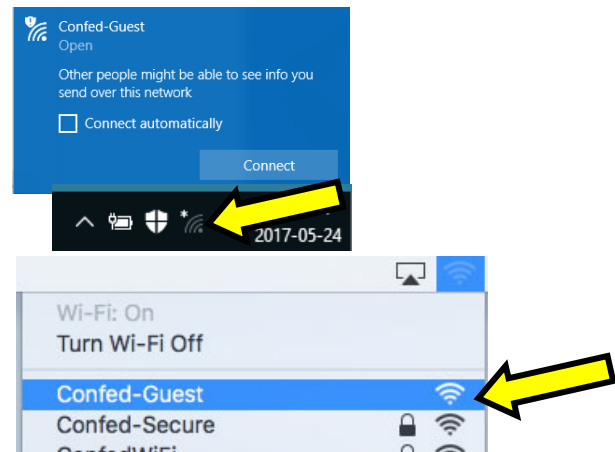 Confed-Guest
Open
Other people might be able to see info you
send over this network
Connect automatically
Connect
2017-05-24
Wi-Fi: On
Turn Wi-Fi Off
Confed-Guest
Confed-Secure
ConfedWiFi